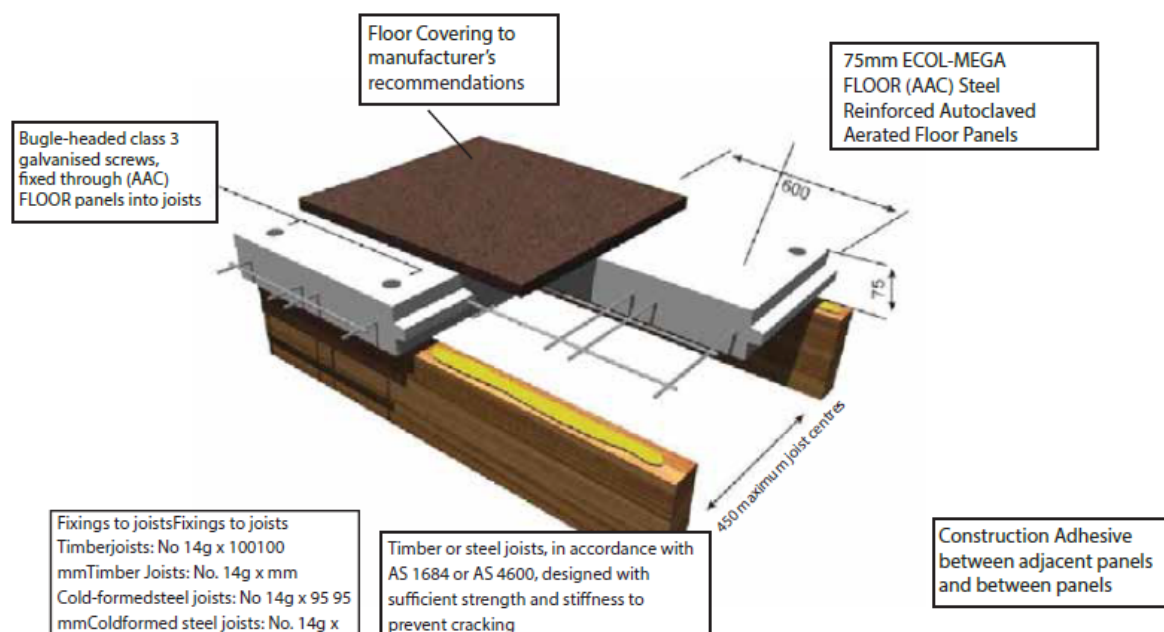 Floor Covering to
manufacturer's
recommendations
75mm ECOL-MEGA
FLOOR (AAC) Steel
Reinforced Autoclaved
Aerated Floor Panels
Bugle-headed class 3
galvanised screws,
fixed through (AAC)
FLOOR panels into joists
600
75
450 maximum joist centres
Fixings to joistsFixings to joists
Timberjoists: No 14g x 100100
mmTimber Joists: No. 14g x mm
Cold-formedsteel joists: No 14g x 95 95
mmColdformed steel joists: No. 14g x
Timber or steel joists, in accordance with
AS 1684 or AS 4600, designed with
sufficient strength and stiffness to
prevent cracking
Construction Adhesive
between adjacent panels
and between panels